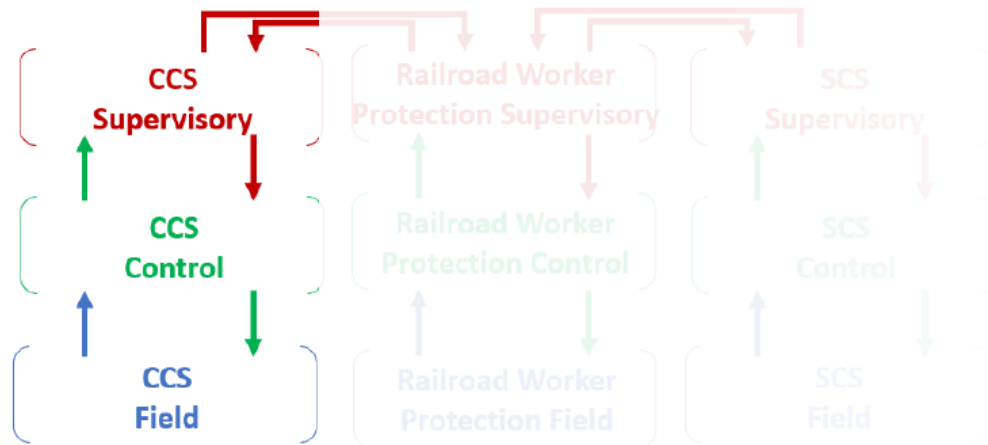 CCS
Supervisory
Railroad Worker
Protection Supervisory
SCS
Supervisory
CCS
Control
Railroad Worker
Protection Control
SCS
Control
CCS
Field
Railroad Worker
Protection Field
SCS
Field